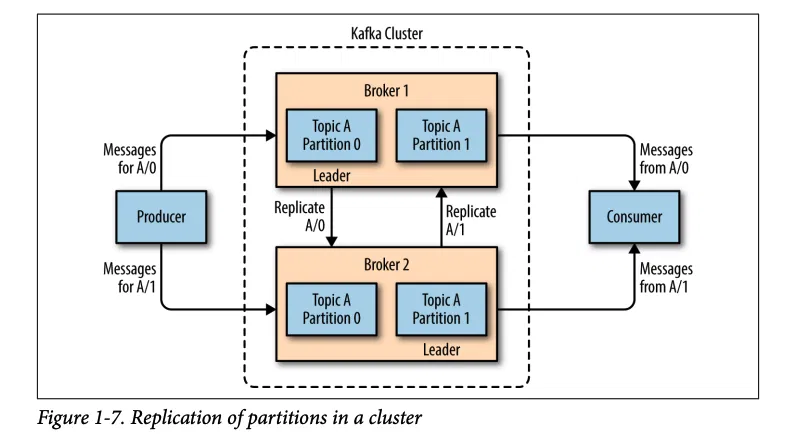 Kafka Cluster
Broker 1
Topic A
Partition 0
Topic A
Partition 1
Leader
Messages
for A/0
Messages
from A/0
Producer
Replicate
A/0
Replicate
A/1
Consumer
Messages
for A/1
Broker 2
Messages
from A/1
Topic A
Partition 0
Topic A
Partition 1
Leader
Figure 1-7. Replication of partitions in a cluster